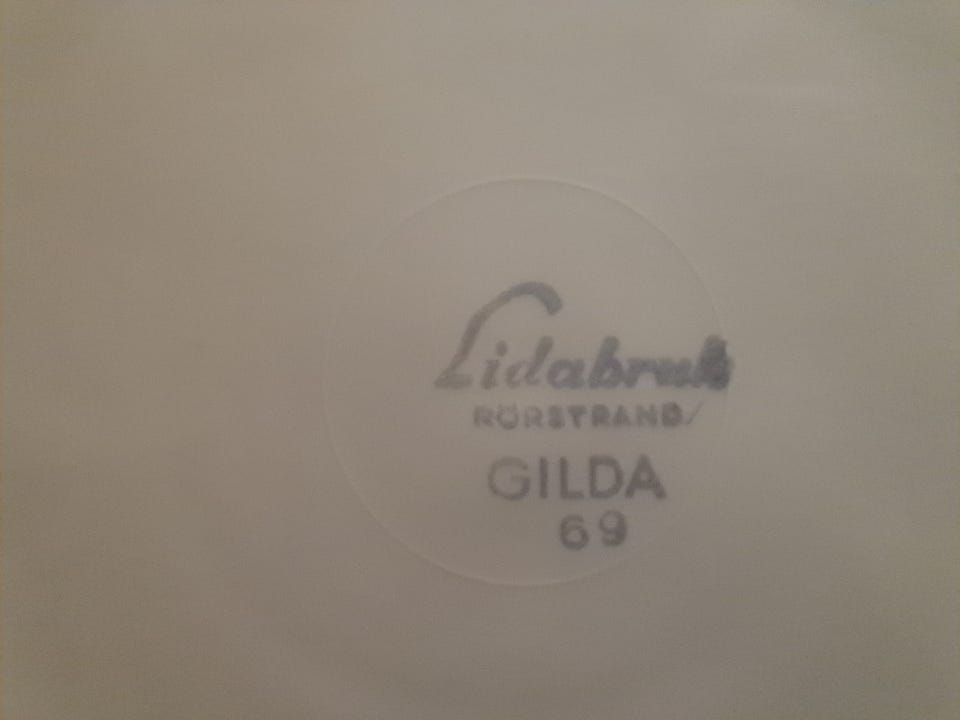 Lidabruk
RÖRSTRAND
GILDA
69